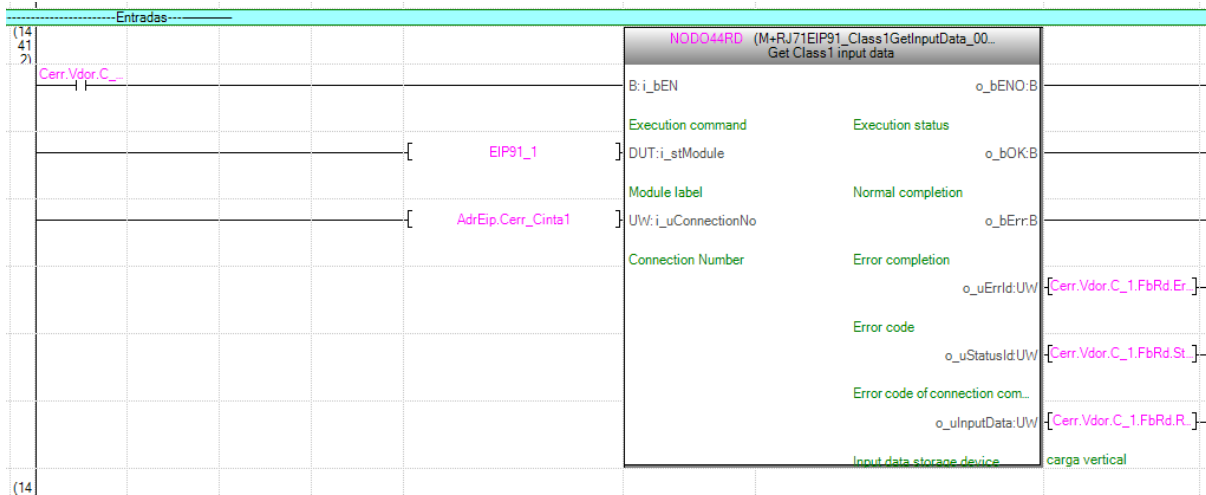 -----------------------Entradas---
(14
41
2)
NODO44RD (M+RJ71EIP91_Class1GetInputData_00...
Get Class1 input data
Cerr.Vdor.C_...
B:i_bEN o_bENO:B
Execution command Execution status
EIP91_1 DUT:i_stModule o_bOK:B
Module label Normal completion
AdrEip.Cerr_Cinta1 UW:i_uConnectionNo o_bErr:B
Connection Number Error completion
o_uErrId:UW Cerr.Vdor.C_1.FbRd.Er...
Error code
o_uStatusId:UW Cerr.Vdor.C_1.FbRd.St...
Error code of connection com...
o_uInputData:UW Cerr.Vdor.C_1.FbRd.R...
Input data storage device carga vertical
(14